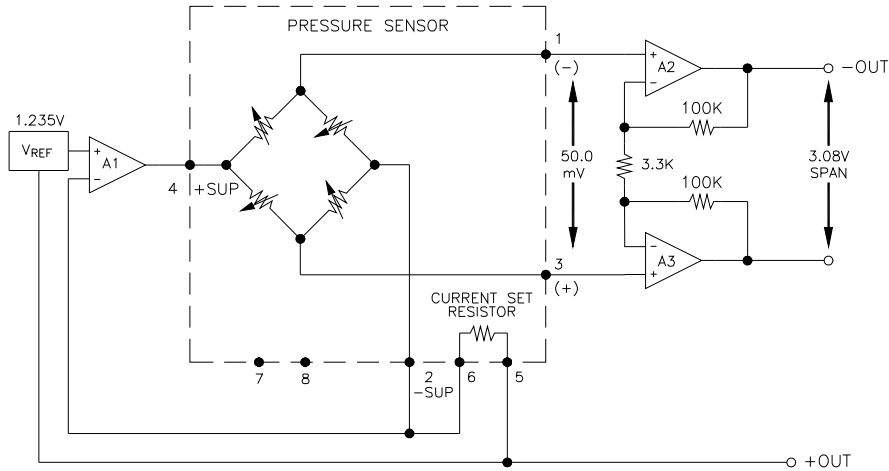 PRESSURE SENSOR
1
(-)
+
A2
-
-OUT
100K
1.235V
VREF
+
A1
-
4
+SUP
50.0
mV
3.3K
3.08V
SPAN
100K
-
A3
+
3
(+)
CURRENT SET
RESISTOR
7
8
2
-SUP
6
5
+OUT